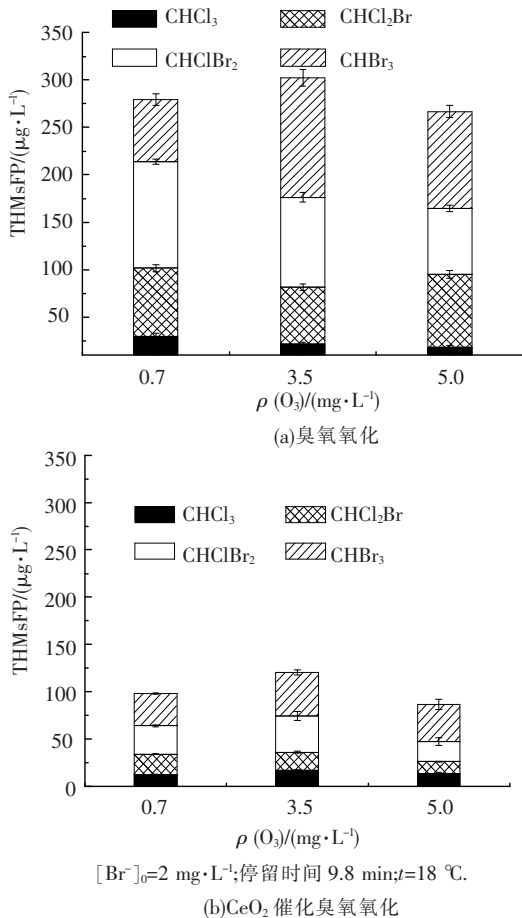 CHCl₃ CHCl₂Br
CHClBr₂ CHBr₃
THMsFP/(μg·L⁻¹)
350
300
250
200
150
100
50
0.7 3.5 5.0
ρ (O₃)/(mg·L⁻¹)
(a)臭氧氧化
THMsFP/(μg·L⁻¹)
350
300
250
200
150
100
50
0
CHCl₃ CHCl₂Br
CHClBr₂ CHBr₃
0.7 3.5 5.0
ρ (O₃)/(mg·L⁻¹)
[Br⁻]₀=2 mg·L⁻¹;停留时间 9.8 min;t=18 ℃.
(b)CeO₂ 催化臭氧氧化